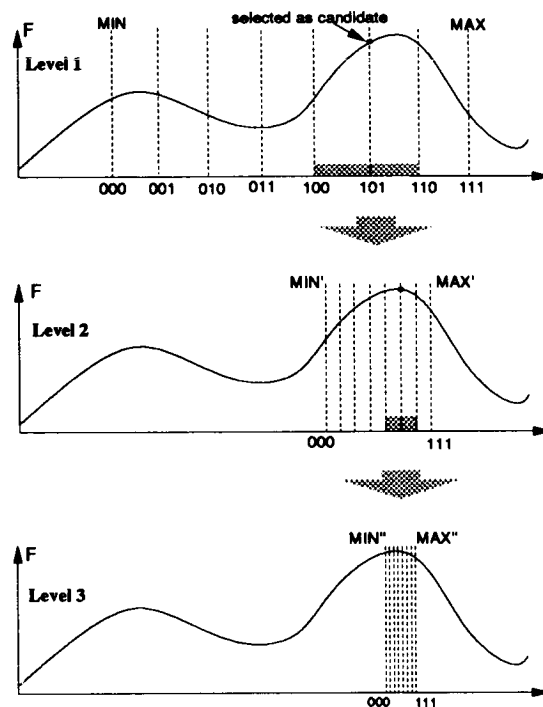 selected as candidate
F MIN MAX
Level 1
000 001 010 011 100 101 110 111
F MIN' MAX'
Level 2
000 111
F MIN" MAX"
Level 3
000 111